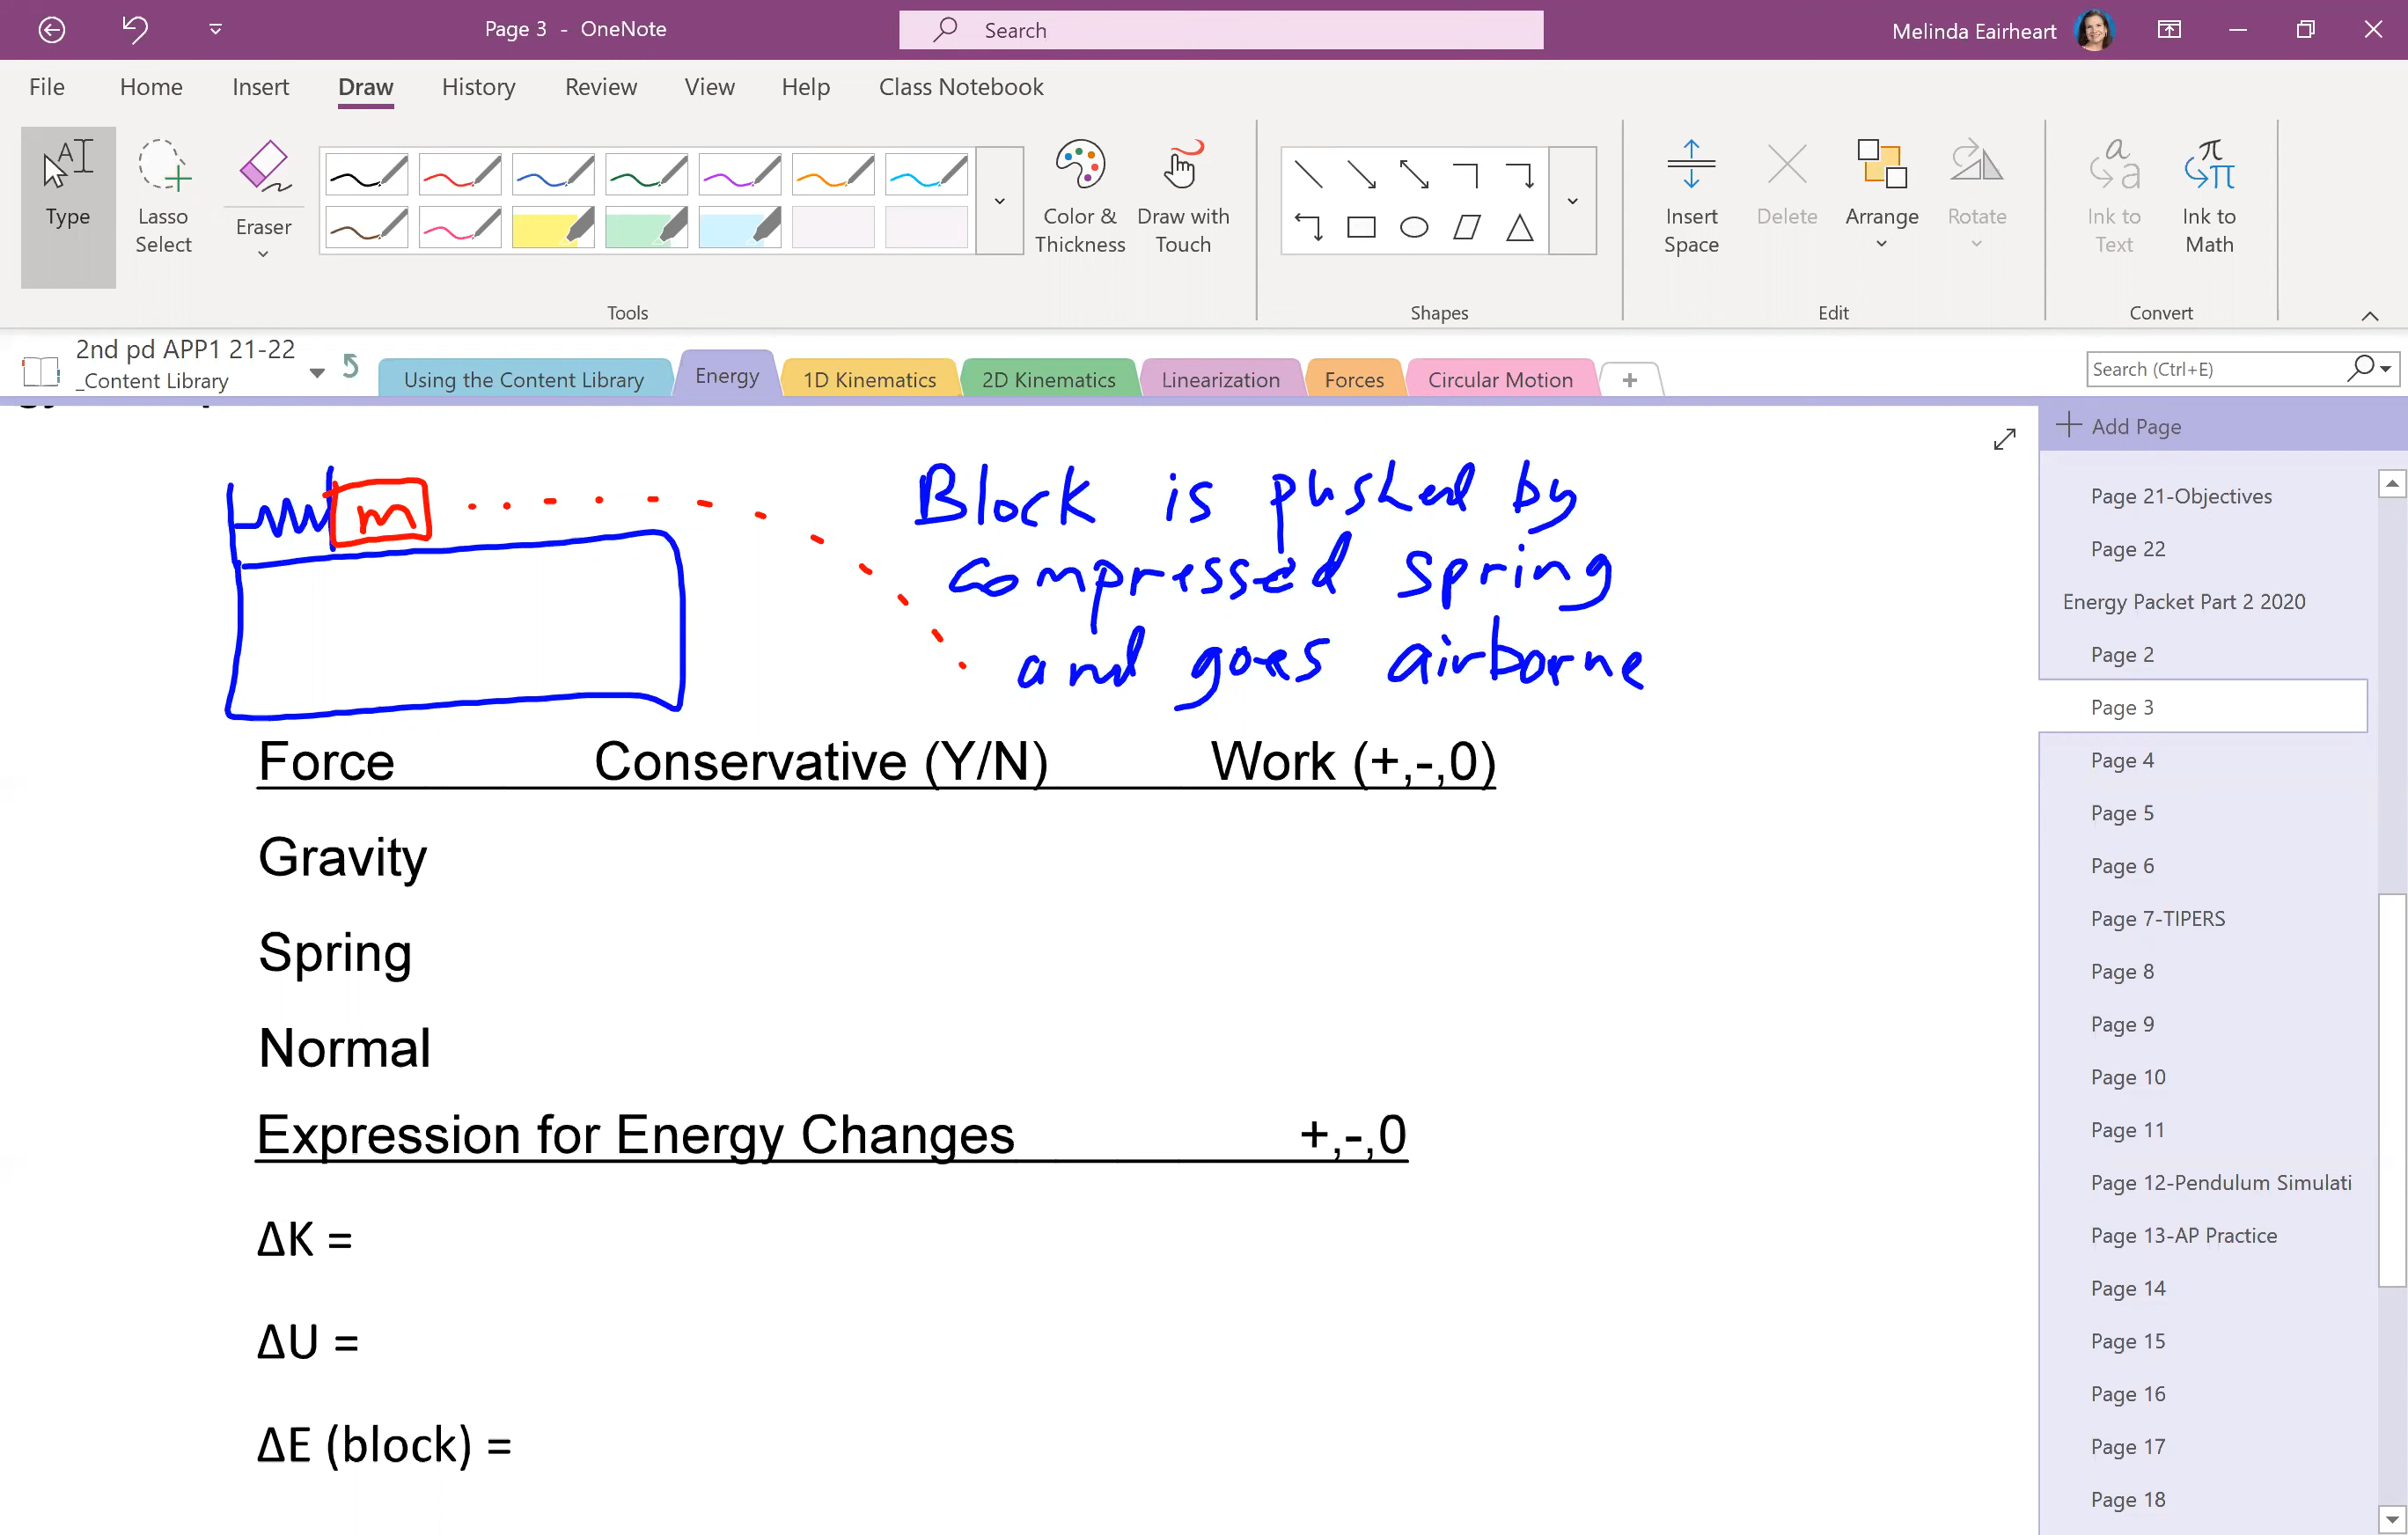 Page 3 - OneNote
Search
Melinda Eairheart
File Home Insert Draw History Review View Help Class Notebook
Type
Lasso Select
Eraser
Color & Thickness
Draw with Touch
Insert Space
Delete
Arrange
Rotate
Ink to Text
Ink to Math
Tools
Shapes
Edit
Convert
2nd pd APP1 21-22
_Content Library
Using the Content Library
Energy
1D Kinematics
2D Kinematics
Linearization
Forces
Circular Motion
Search (Ctrl+E)
m
Block is pushed by
compressed spring
and goes airborne
Force Conservative (Y/N) Work (+,-,0)
Gravity
Spring
Normal
Expression for Energy Changes +,-,0
ΔK =
ΔU =
ΔE (block) =
Add Page
Page 21-Objectives
Page 22
Energy Packet Part 2 2020
Page 2
Page 3
Page 4
Page 5
Page 6
Page 7-TIPERS
Page 8
Page 9
Page 10
Page 11
Page 12-Pendulum Simulati
Page 13-AP Practice
Page 14
Page 15
Page 16
Page 17
Page 18